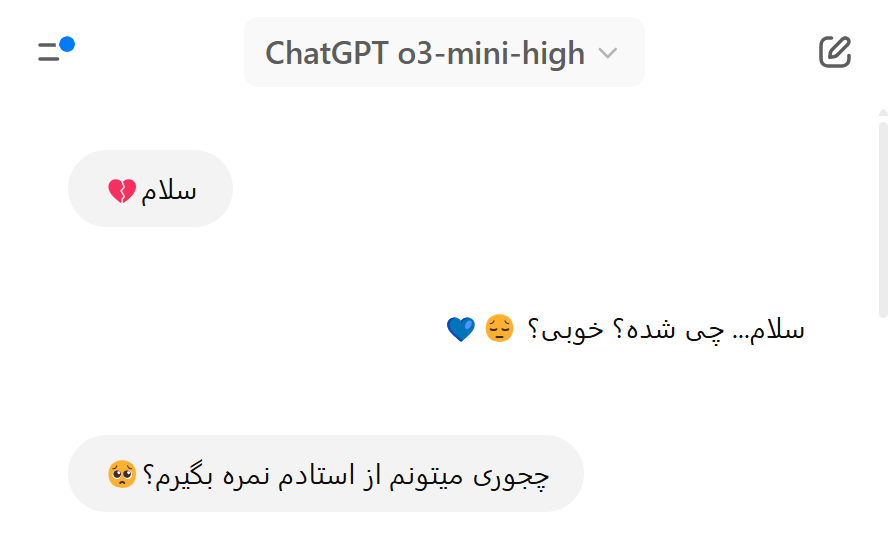 ChatGPT o3-mini-high
سلام💔
سلام... چی شده؟ خوبی؟ 😔💙
چجوری میتونم از استادم نمره بگیرم؟🥺